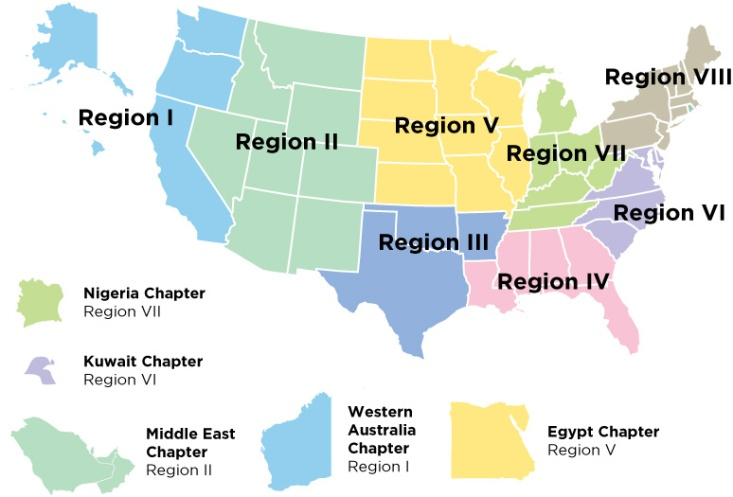 Region VIII
Region I
Region V
Region II
Region VII
Region VI
Region III
Region IV
Nigeria Chapter
Region VII
Kuwait Chapter
Region VI
Middle East
Chapter
Region II
Western
Australia
Chapter
Region I
Egypt Chapter
Region V